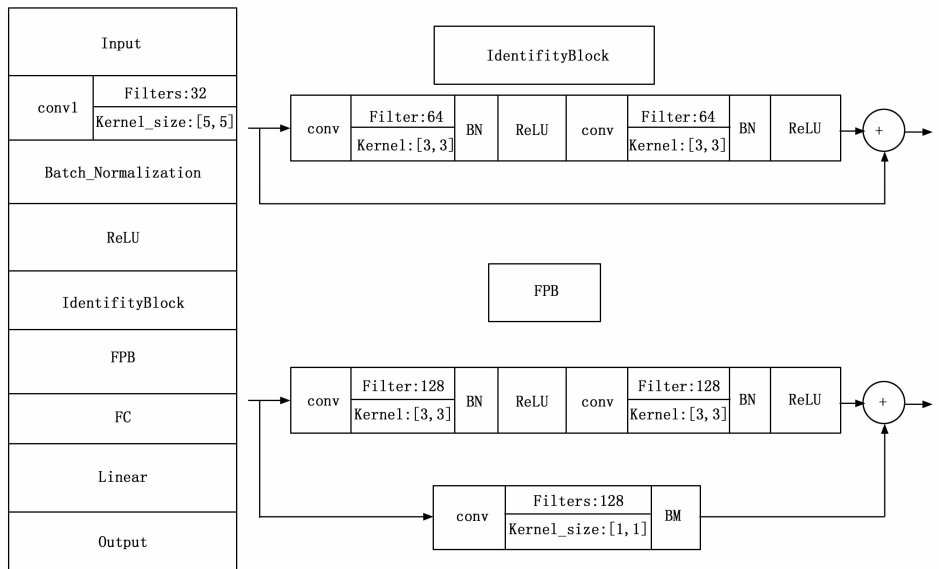 Input
conv1
Filters:32
Kernel_size:[5,5]
Batch_Normalization
ReLU
IdentifityBlock
FPB
FC
Linear
Output
IdentifityBlock
conv
Filter:64
Kernel:[3,3]
BN
ReLU
conv
Filter:64
Kernel:[3,3]
BN
ReLU
+
FPB
conv
Filter:128
Kernel:[3,3]
BN
ReLU
conv
Filter:128
Kernel:[3,3]
BN
ReLU
+
conv
Filters:128
Kernel_size:[1,1]
BM